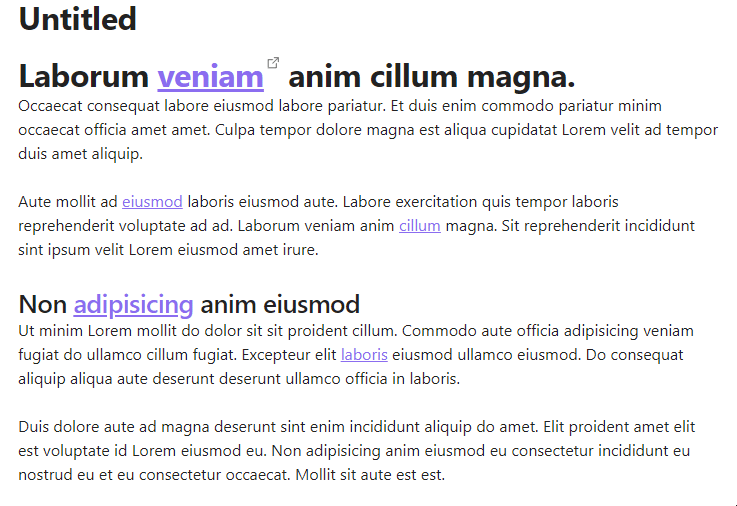 Untitled
Laborum veniam anim cillum magna.
Occaecat consequat labore eiusmod labore pariatur. Et duis enim commodo pariatur minim
occaecat officia amet amet. Culpa tempor dolore magna est aliqua cupidatat Lorem velit ad tempor
duis amet aliquip.
Aute mollit ad eiusmod laboris eiusmod aute. Labore exercitation quis tempor laboris
reprehenderit voluptate ad ad. Laborum veniam anim cillum magna. Sit reprehenderit incididunt
sint ipsum velit Lorem eiusmod amet irure.
Non adipisicing anim eiusmod
Ut minim Lorem mollit do dolor sit sit proident cillum. Commodo aute officia adipisicing veniam
fugiat do ullamco cillum fugiat. Excepteur elit laboris eiusmod ullamco eiusmod. Do consequat
aliquip aliqua aute deserunt deserunt ullamco officia in laboris.
Duis dolore aute ad magna deserunt sint enim incididunt aliquip do amet. Elit proident amet elit
est voluptate id Lorem eiusmod eu. Non adipisicing anim eiusmod eu consectetur incididunt eu
nostrud eu et eu consectetur occaecat. Mollit sit aute est est.